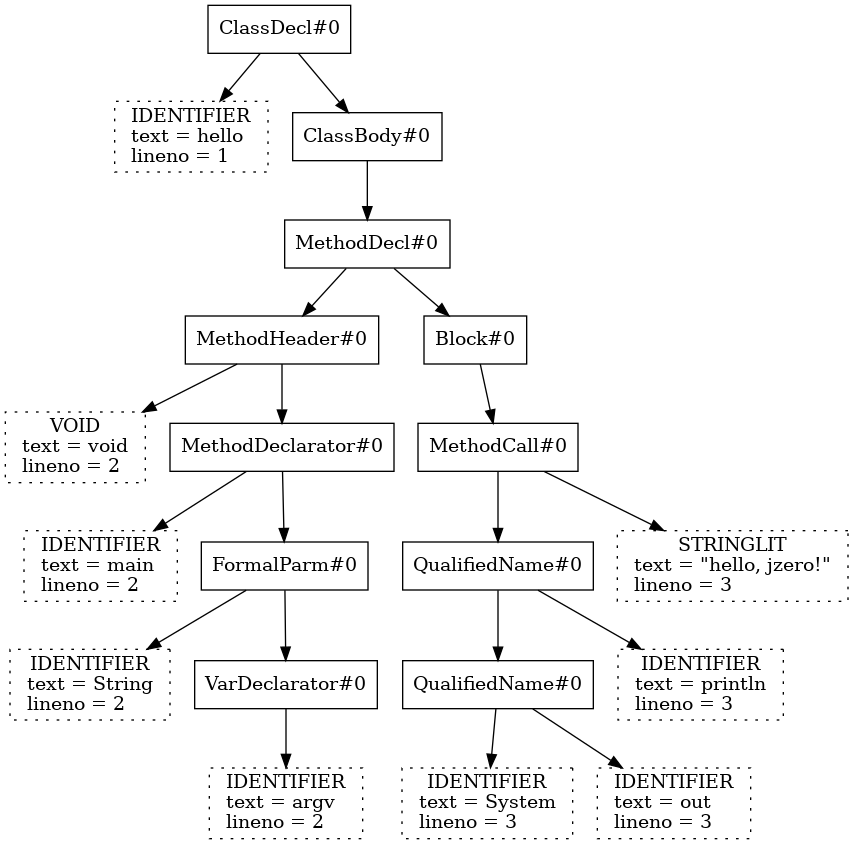 ClassDecl#0
IDENTIFIER
text = hello
lineno = 1
ClassBody#0
MethodDecl#0
MethodHeader#0
Block#0
VOID
text = void
lineno = 2
MethodDeclarator#0
MethodCall#0
IDENTIFIER
text = main
lineno = 2
FormalParm#0
QualifiedName#0
STRINGLIT
text = "hello, jzero!"
lineno = 3
IDENTIFIER
text = String
lineno = 2
VarDeclarator#0
QualifiedName#0
IDENTIFIER
text = println
lineno = 3
IDENTIFIER
text = argv
lineno = 2
IDENTIFIER
text = System
lineno = 3
IDENTIFIER
text = out
lineno = 3